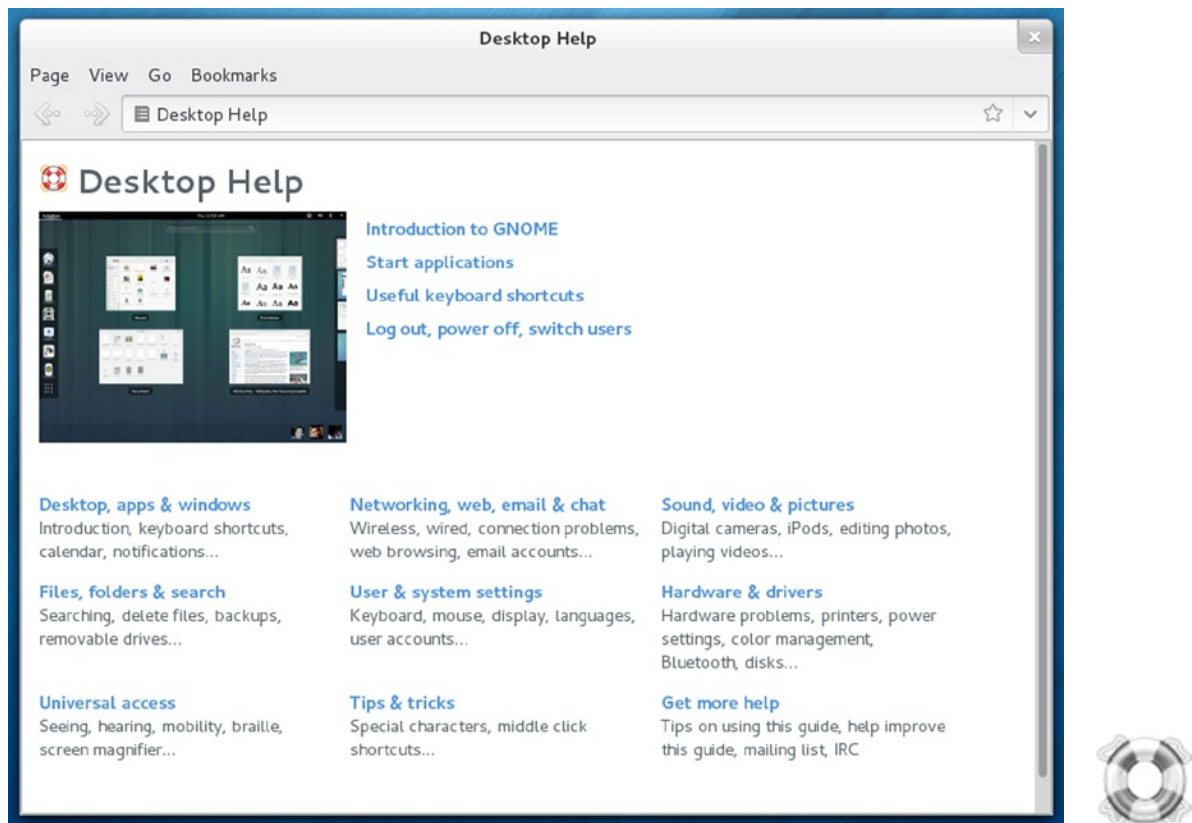 Desktop Help
Page View Go Bookmarks
Desktop Help
Desktop Help
Introduction to GNOME
Start applications
Useful keyboard shortcuts
Log out, power off, switch users
Desktop, apps & windows
Introduction, keyboard shortcuts,
calendar, notifications...
Networking, web, email & chat
Wireless, wired, connection problems,
web browsing, email accounts...
Sound, video & pictures
Digital cameras, iPods, editing photos,
playing videos...
Files, folders & search
Searching, delete files, backups,
removable drives...
User & system settings
Keyboard, mouse, display, languages,
user accounts...
Hardware & drivers
Hardware problems, printers, power
settings, color management,
Bluetooth, disks...
Universal access
Seeing, hearing, mobility, braille,
screen magnifier...
Tips & tricks
Special characters, middle click
shortcuts...
Get more help
Tips on using this guide, help improve
this guide, mailing list, IRC